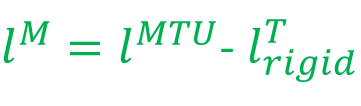 l^M = l^MTU - l^T_rigid